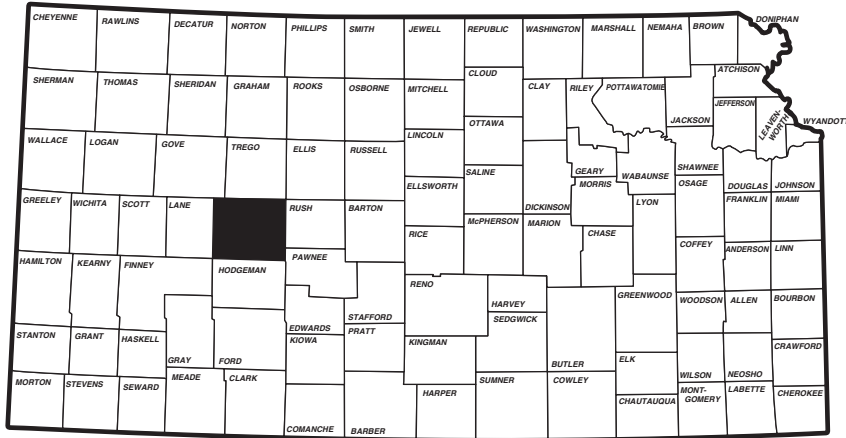 CHEYENNE
RAWLINS
DECATUR
NORTON
PHILLIPS
SMITH
JEWELL
REPUBLIC
WASHINGTON
MARSHALL
NEMAHA
BROWN
DONIPHAN
SHERMAN
THOMAS
SHERIDAN
GRAHAM
ROOKS
OSBORNE
MITCHELL
CLOUD
CLAY
RILEY
POTTAWATOMIE
JACKSON
ATCHISON
JEFFERSON
LEAVEN-
WORTH
WYANDOTT
WALLACE
LOGAN
GOVE
TREGO
ELLIS
RUSSELL
LINCOLN
OTTAWA
SALINE
DICKINSON
GEARY
MORRIS
WABAUNSE
SHAWNEE
OSAGE
DOUGLAS
JOHNSON
GREELEY
WICHITA
SCOTT
LANE
RUSH
BARTON
ELLSWORTH
RICE
McPHERSON
MARION
CHASE
LYON
COFFEY
FRANKLIN
MIAMI
ANDERSON
LINN
HAMILTON
KEARNY
FINNEY
HODGEMAN
PAWNEE
STAFFORD
RENO
HARVEY
SEDGWICK
BUTLER
GREENWOOD
WOODSON
ALLEN
BOURBON
STANTON
GRANT
HASKELL
GRAY
FORD
EDWARDS
KIOWA
PRATT
KINGMAN
ELK
WILSON
NEOSHO
CRAWFORD
MORTON
STEVENS
SEWARD
MEADE
CLARK
COMANCHE
BARBER
HARPER
SUMNER
COWLEY
CHAUTAUQUA
MONT-
GOMERY
LABETTE
CHEROKEE